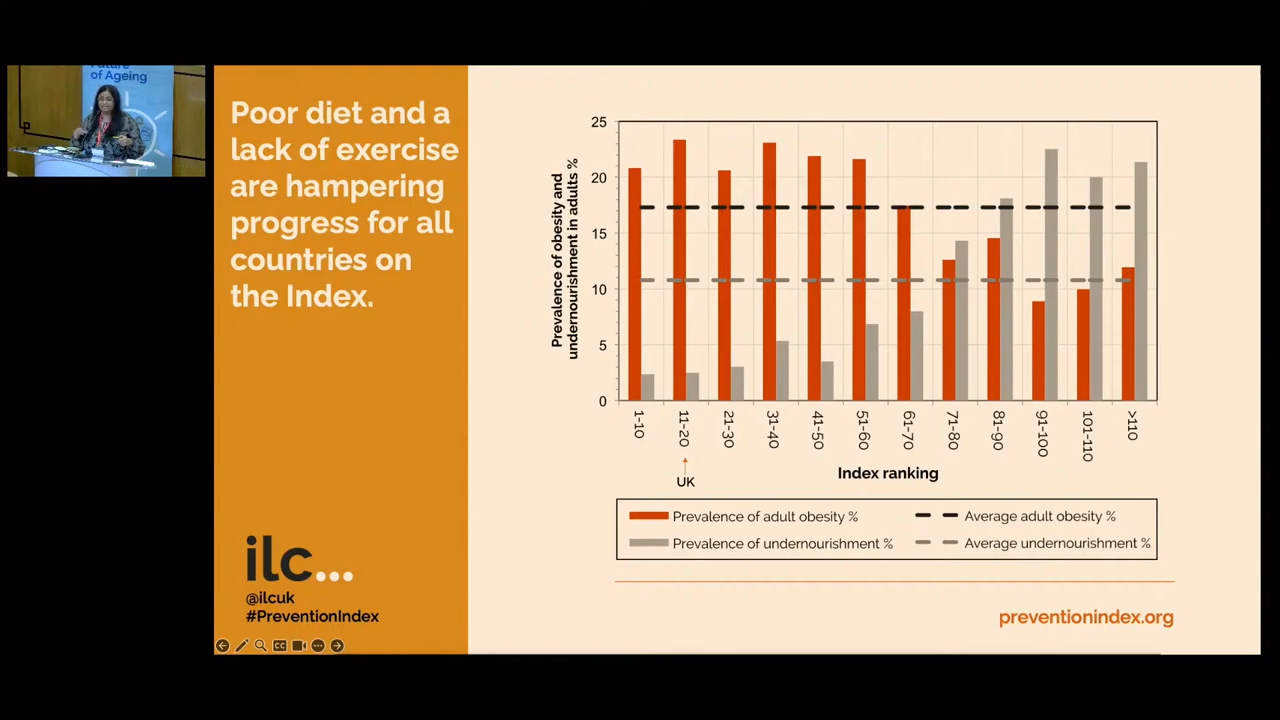 Future
of Ageing
Poor diet and a
lack of exercise
are hampering
progress for all
countries on
the Index.
ilc...
@ilcuk
#PreventionIndex
Prevalence of obesity and
undernourishment in adults %
25
20
15
10
5
0
1-10
11-20
21-30
31-40
41-50
51-60
61-70
71-80
81-90
91-100
101-110
>110
UK
Index ranking
Prevalence of adult obesity %
Average adult obesity %
Prevalence of undernourishment %
Average undernourishment %
preventionindex.org
CC